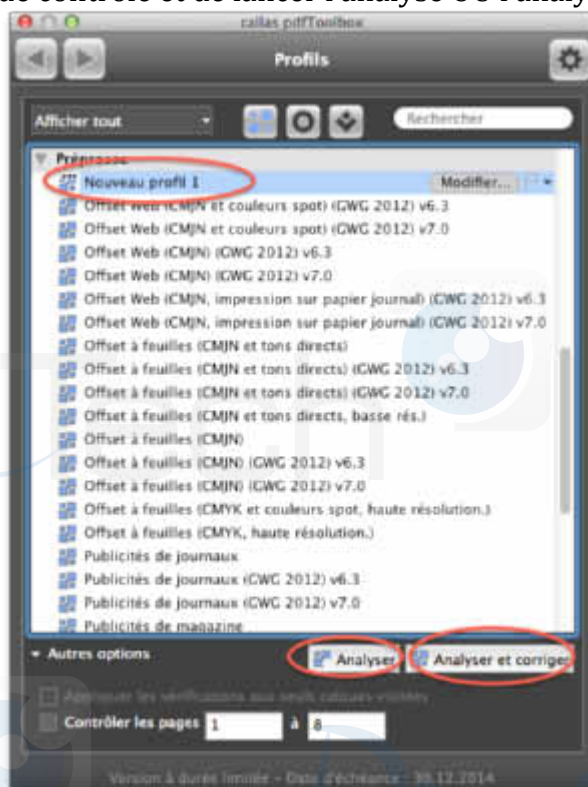 de contrôle et de lancer l'analyse OU l'analy
callas pdfToolbox
Profils
Afficher tout
Rechercher
Prépresse
Nouveau profil 1
Modifier...
Offset Web (CMJN et couleurs spot) (GWG 2012) v6.3
Offset Web (CMJN et couleurs spot) (GWG 2012) v7.0
Offset Web (CMJN) (GWG 2012) v6.3
Offset Web (CMJN) (GWG 2012) v7.0
Offset Web (CMJN, impression sur papier journal) (GWG 2012) v6.3
Offset Web (CMJN, impression sur papier journal) (GWG 2012) v7.0
Offset à feuilles (CMJN et tons directs)
Offset à feuilles (CMJN et tons directs) (GWG 2012) v6.3
Offset à feuilles (CMJN et tons directs) (GWG 2012) v7.0
Offset à feuilles (CMJN et tons directs, basse rés.)
Offset à feuilles (CMJN)
Offset à feuilles (CMJN) (GWG 2012) v6.3
Offset à feuilles (CMJN) (GWG 2012) v7.0
Offset à feuilles (CMYK et couleurs spot, haute résolution.)
Offset à feuilles (CMYK, haute résolution.)
Publicités de journaux
Publicités de journaux (GWG 2012) v6.3
Publicités de journaux (GWG 2012) v7.0
Publicités de magazine
Autres options
Analyser
Analyser et corriger
Appliquer les vérifications aux seuls calques visibles
Contrôler les pages 1 à 8
Version à durée limitée - Date d'échéance : 30.12.2014